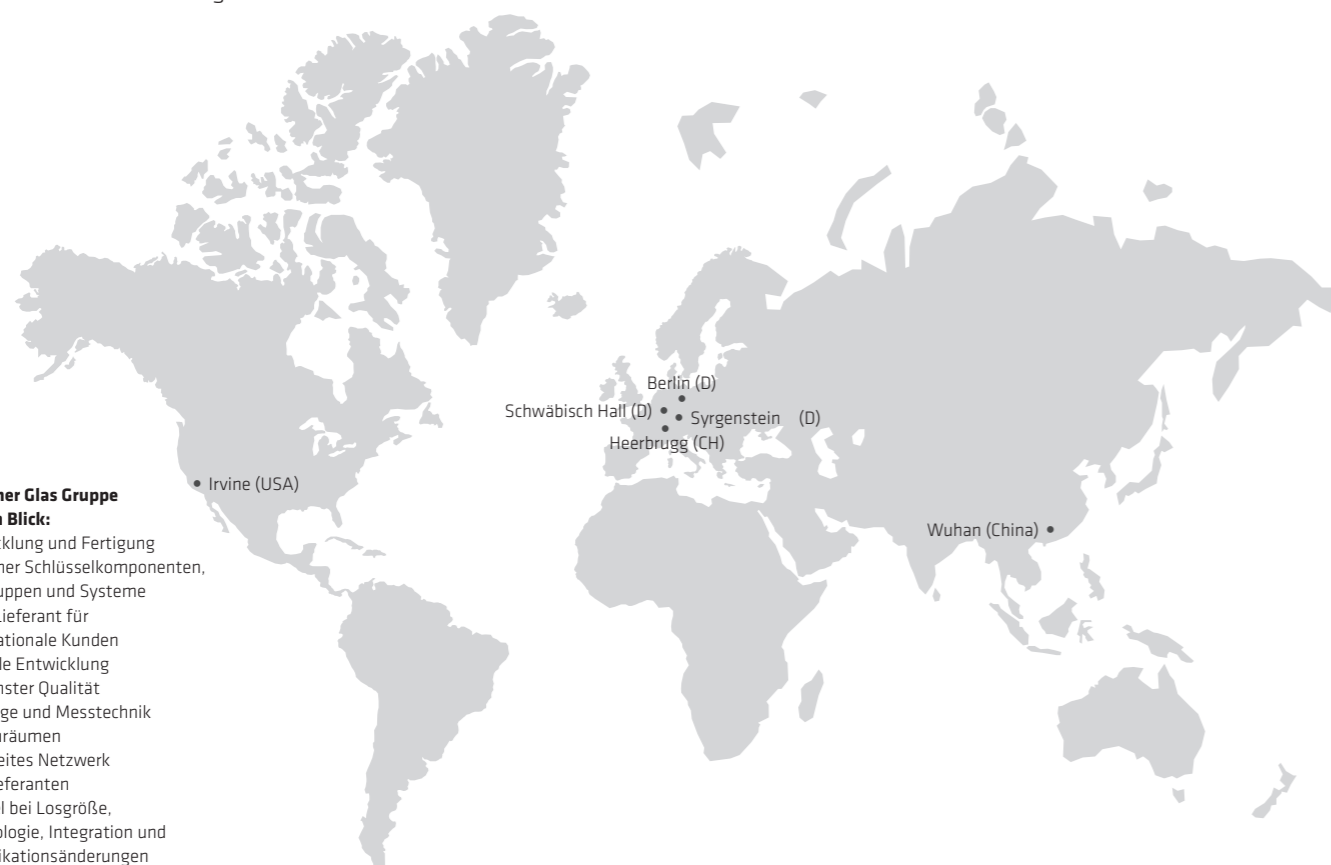 Berlin (D)
Schwäbisch Hall (D)
Syrgenstein (D)
Heerbrugg (CH)
Irvine (USA)
Wuhan (China)
ner Glas Gruppe
Blick:
klung und Fertigung
ner Schlüsselkomponenten,
uppen und Systeme
Lieferant für
ationale Kunden
le Entwicklung
nster Qualität
ge und Messtechnik
räumen
eites Netzwerk
eferanten
l bei Losgröße,
ologie, Integration und
ikationsänderungen